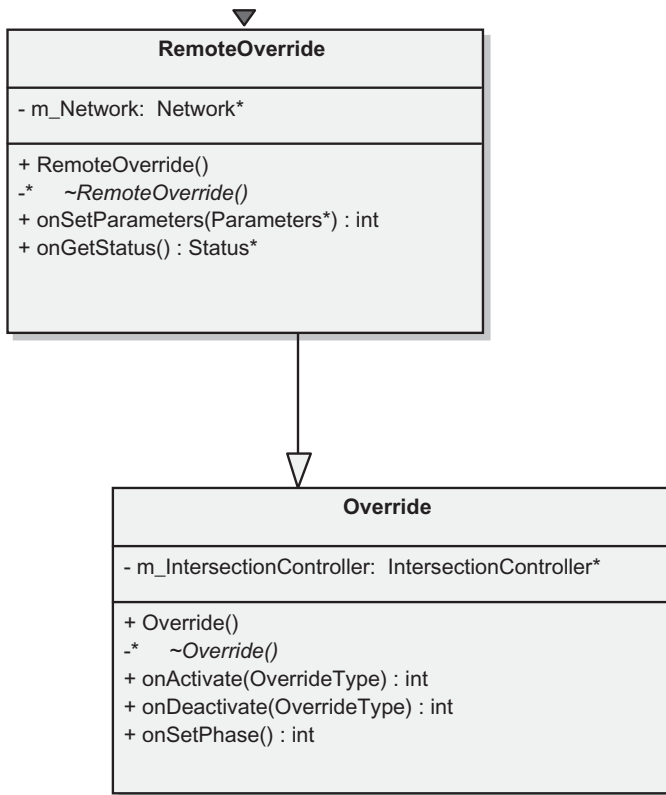 RemoteOverride
- m_Network: Network*
+ RemoteOverride()
-* ~RemoteOverride()
+ onSetParameters(Parameters*) : int
+ onGetStatus() : Status*
Override
- m_IntersectionController: IntersectionController*
+ Override()
-* ~Override()
+ onActivate(OverrideType) : int
+ onDeactivate(OverrideType) : int
+ onSetPhase() : int